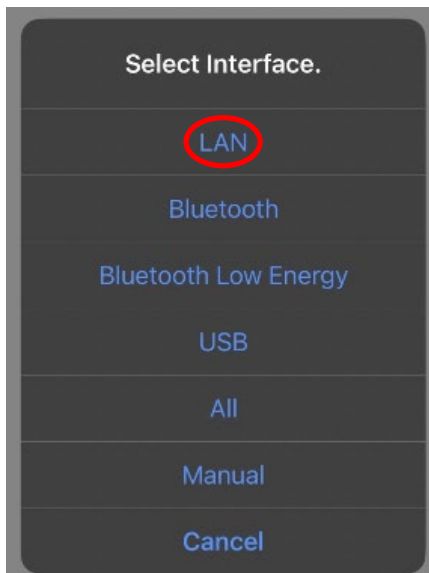 Select Interface.
LAN
Bluetooth
Bluetooth Low Energy
USB
All
Manual
Cancel